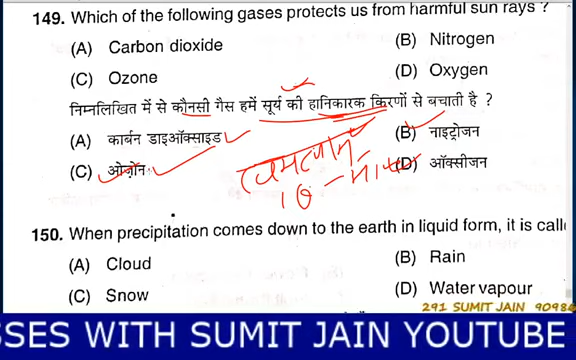 149. Which of the following gases protects us from harmful sun rays ?
(A) Carbon dioxide (B) Nitrogen
(C) Ozone (D) Oxygen
निम्नलिखित में से कौनसी गैस हमें सूर्य की हानिकारक किरणों से बचाती है ?
(A) कार्बन डाइऑक्साइड (B) नाइट्रोजन
(C) ओज़ोन (D) ऑक्सीजन
150. When precipitation comes down to the earth in liquid form, it is
(A) Cloud (B) Rain
(C) Snow (D) Water vapour
291 SUMIT JAIN 9098
SSES WITH SUMIT JAIN YOUTUBE